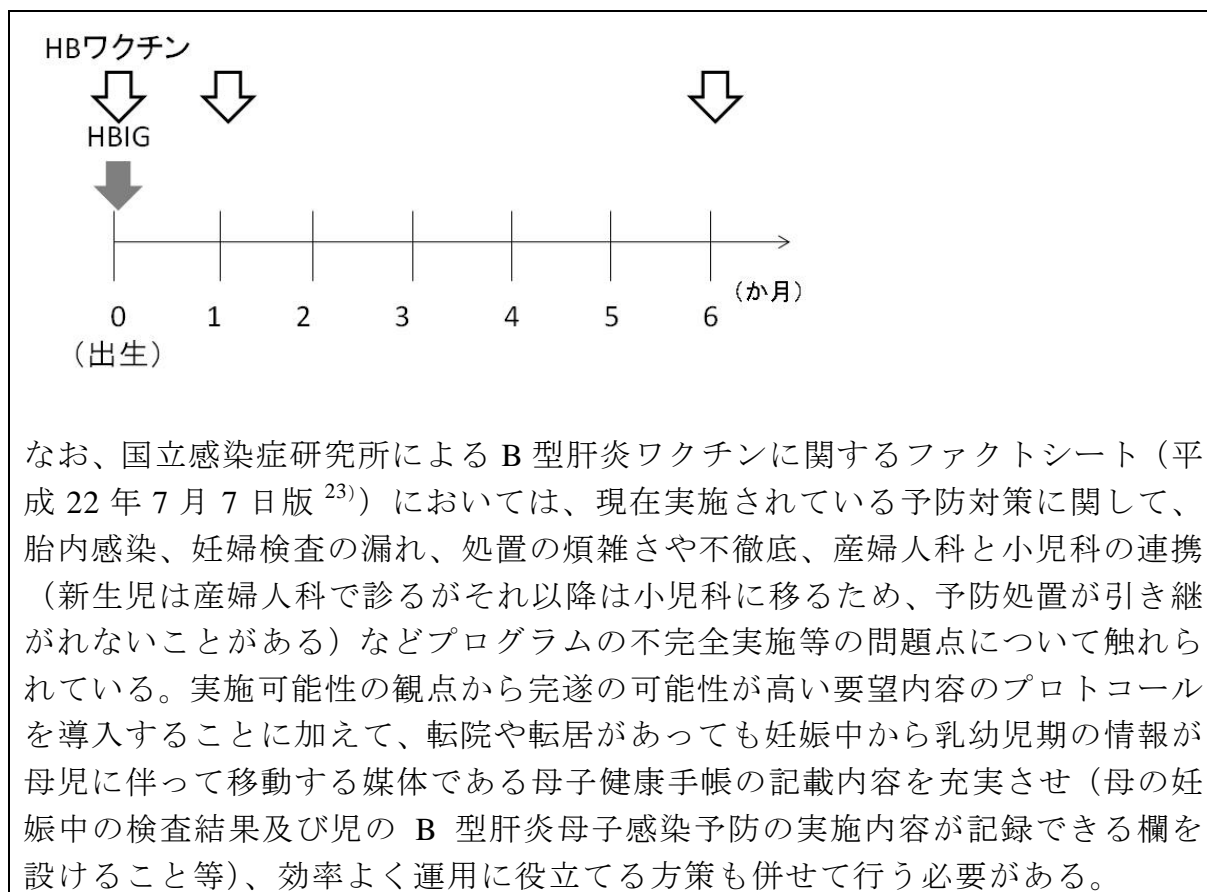 HBワクチン
HBIG
0 1 2 3 4 5 6 (か月)
(出生)
なお、国立感染症研究所による B 型肝炎ワクチンに関するファクトシート（平
成 22 年 7 月 7 日版 23)）においては、現在実施されている予防対策に関して、
胎内感染、妊婦検査の漏れ、処置の煩雑さや不徹底、産婦人科と小児科の連携
（新生児は産婦人科で診るがそれ以降は小児科に移るため、予防処置が引き継
がれないことがある）などプログラムの不完全実施等の問題点について触れら
れている。実施可能性の観点から完遂の可能性が高い要望内容のプロトコール
を導入することに加えて、転院や転居があっても妊娠中から乳幼児期の情報が
母児に伴って移動する媒体である母子健康手帳の記載内容を充実させ（母の妊
娠中の検査結果及び児の B 型肝炎母子感染予防の実施内容が記録できる欄を
設けること等）、効率よく運用に役立てる方策も併せて行う必要がある。